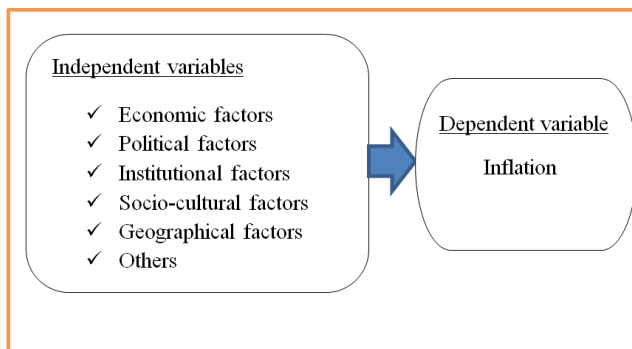 Independent variables
✓ Economic factors
✓ Political factors
✓ Institutional factors
✓ Socio-cultural factors
✓ Geographical factors
✓ Others
Dependent variable
Inflation